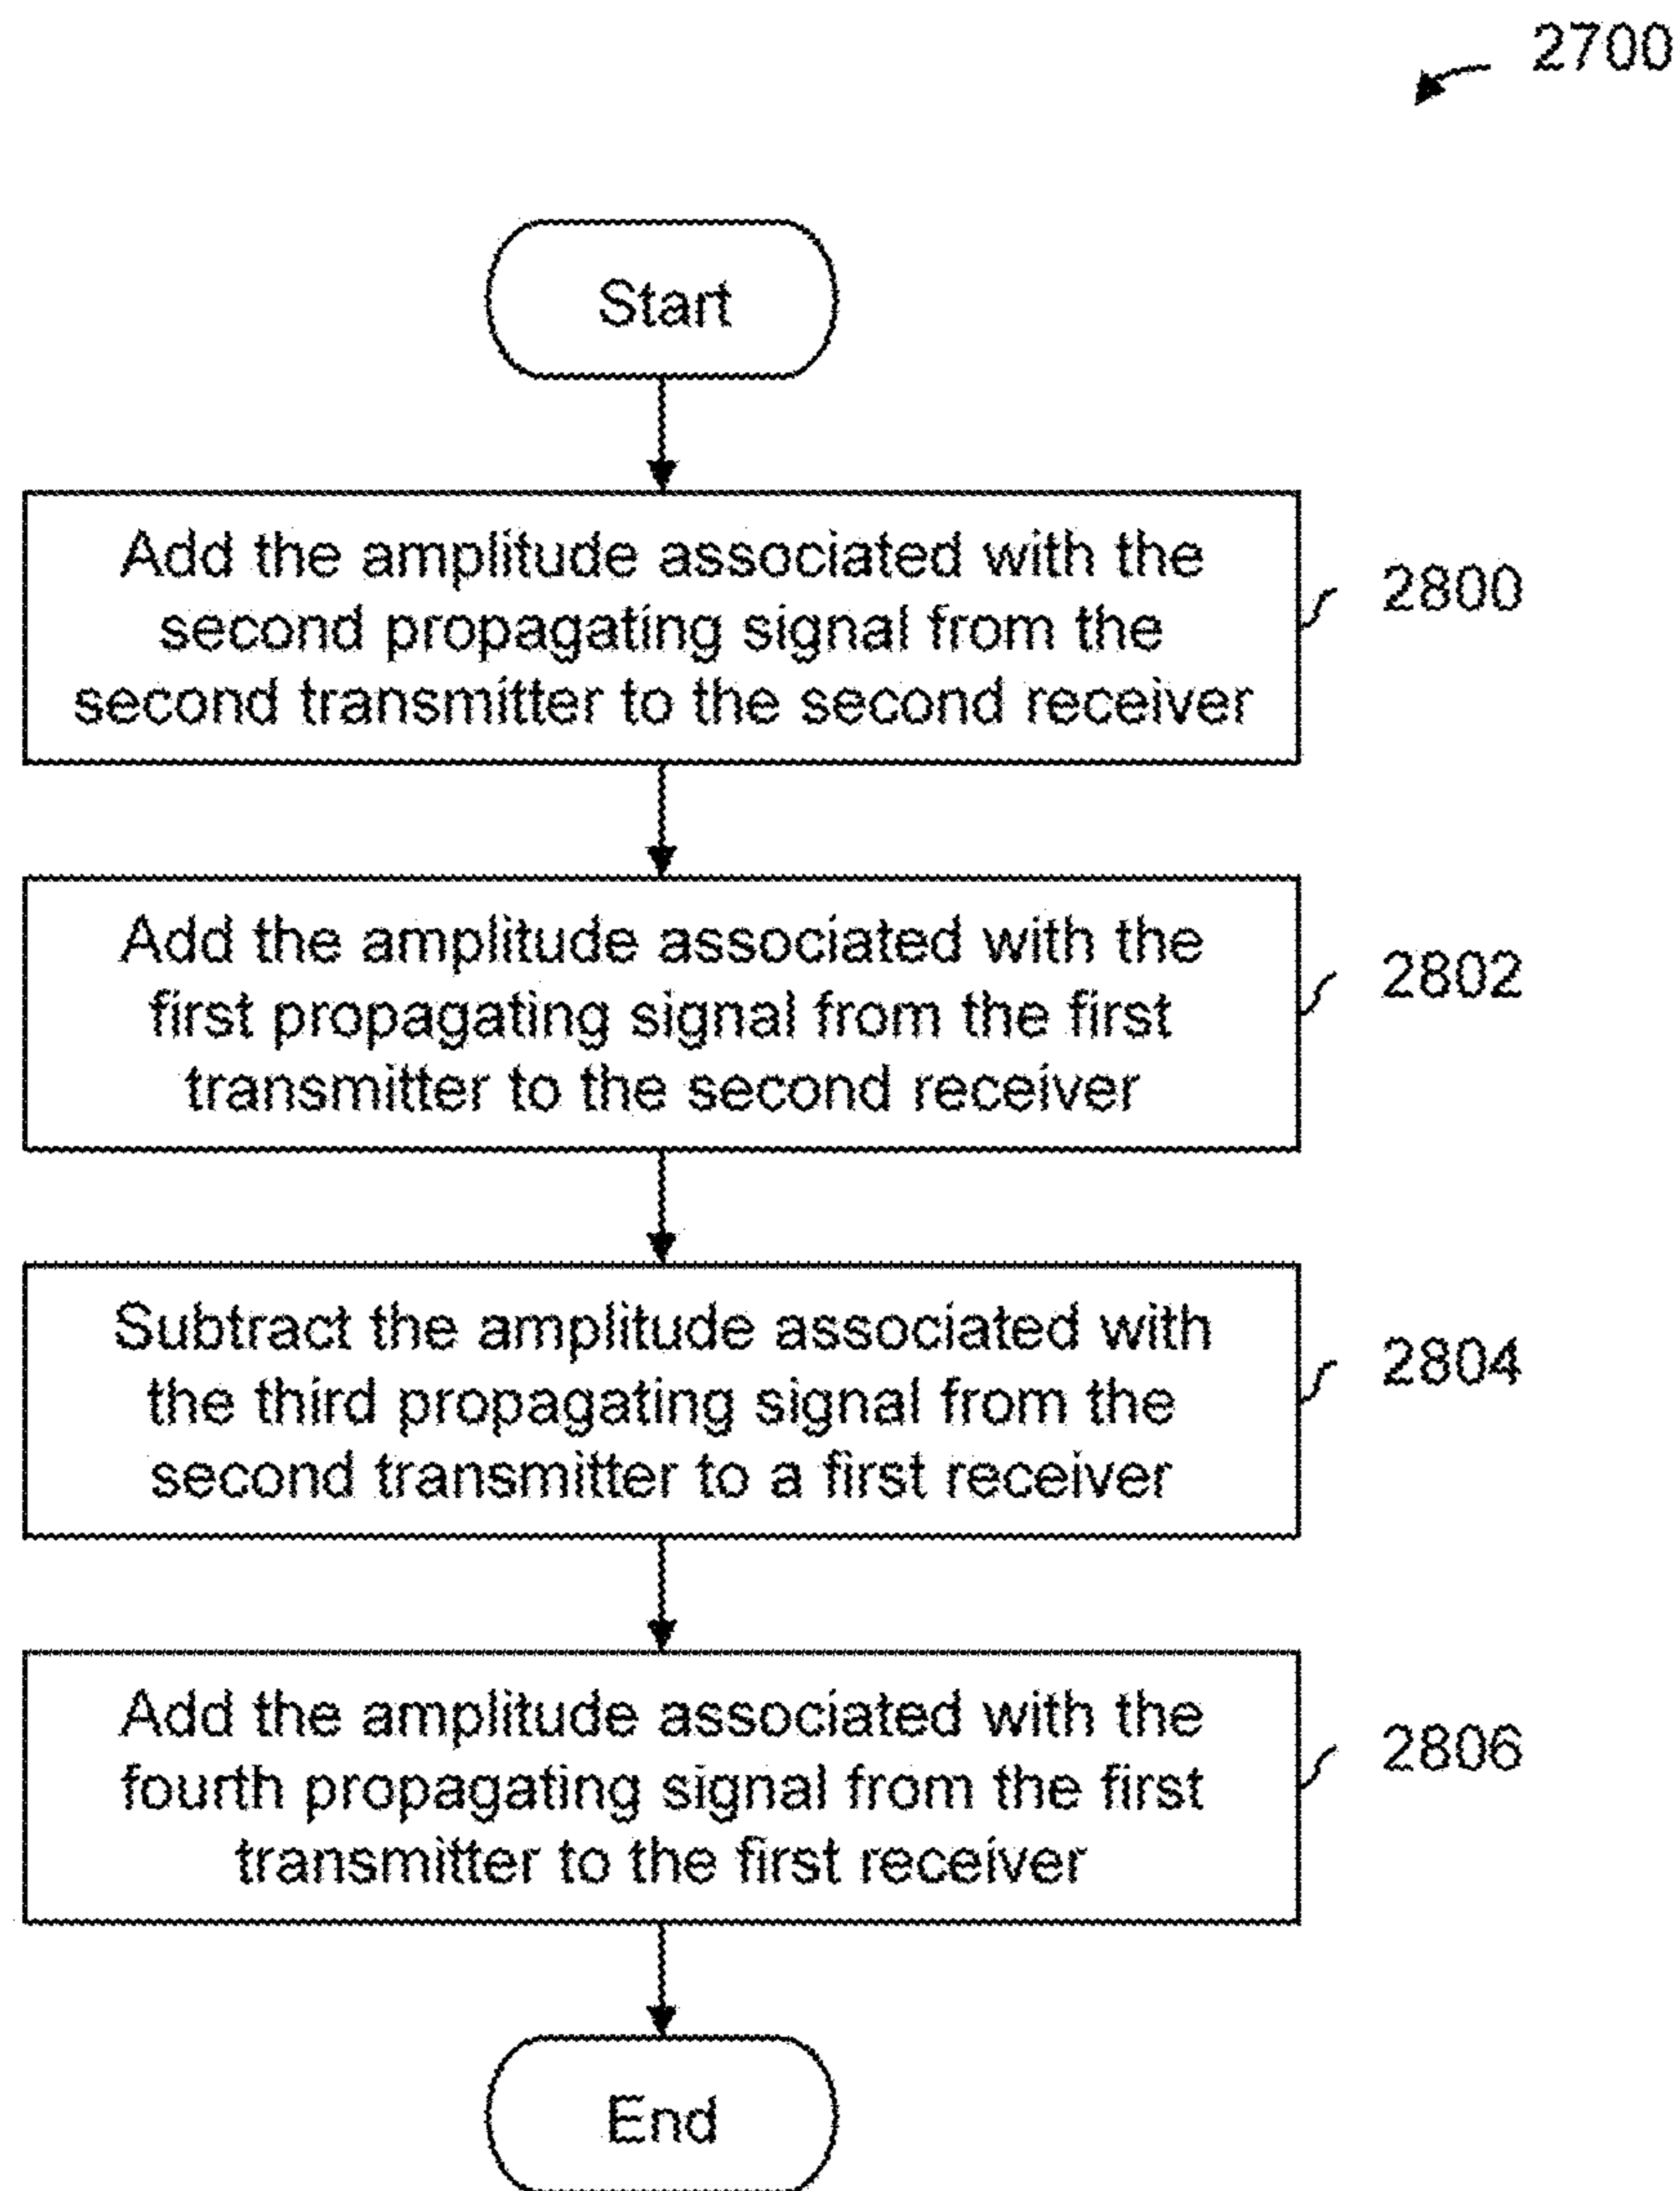 2700
Start
Add the amplitude associated with the
second propagating signal from the
second transmitter to the second receiver
2800
Add the amplitude associated with the
first propagating signal from the first
transmitter to the second receiver
2802
Subtract the amplitude associated with
the third propagating signal from the
second transmitter to a first receiver
2804
Add the amplitude associated with the
fourth propagating signal from the first
transmitter to the first receiver
2806
End